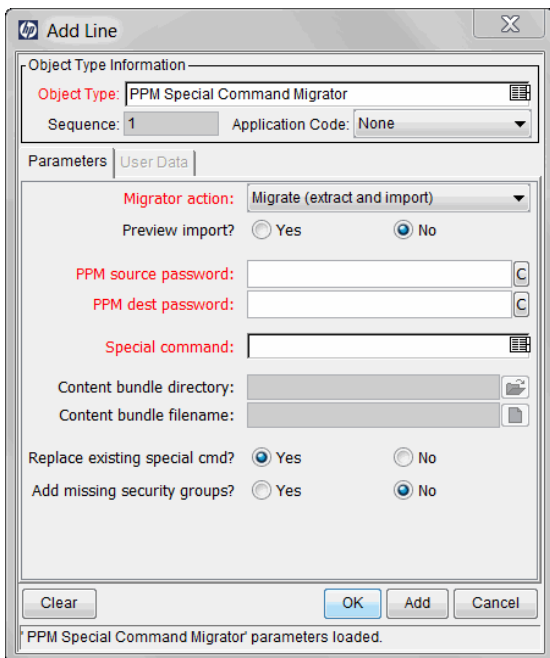 hp Add Line X
Object Type Information
Object Type: PPM Special Command Migrator
Sequence: 1 Application Code: None
Parameters User Data
Migrator action: Migrate (extract and import)
Preview import? Yes No
PPM source password: C
PPM dest password: C
Special command:
Content bundle directory:
Content bundle filename:
Replace existing special cmd? Yes No
Add missing security groups? Yes No
Clear OK Add Cancel
' PPM Special Command Migrator' parameters loaded.